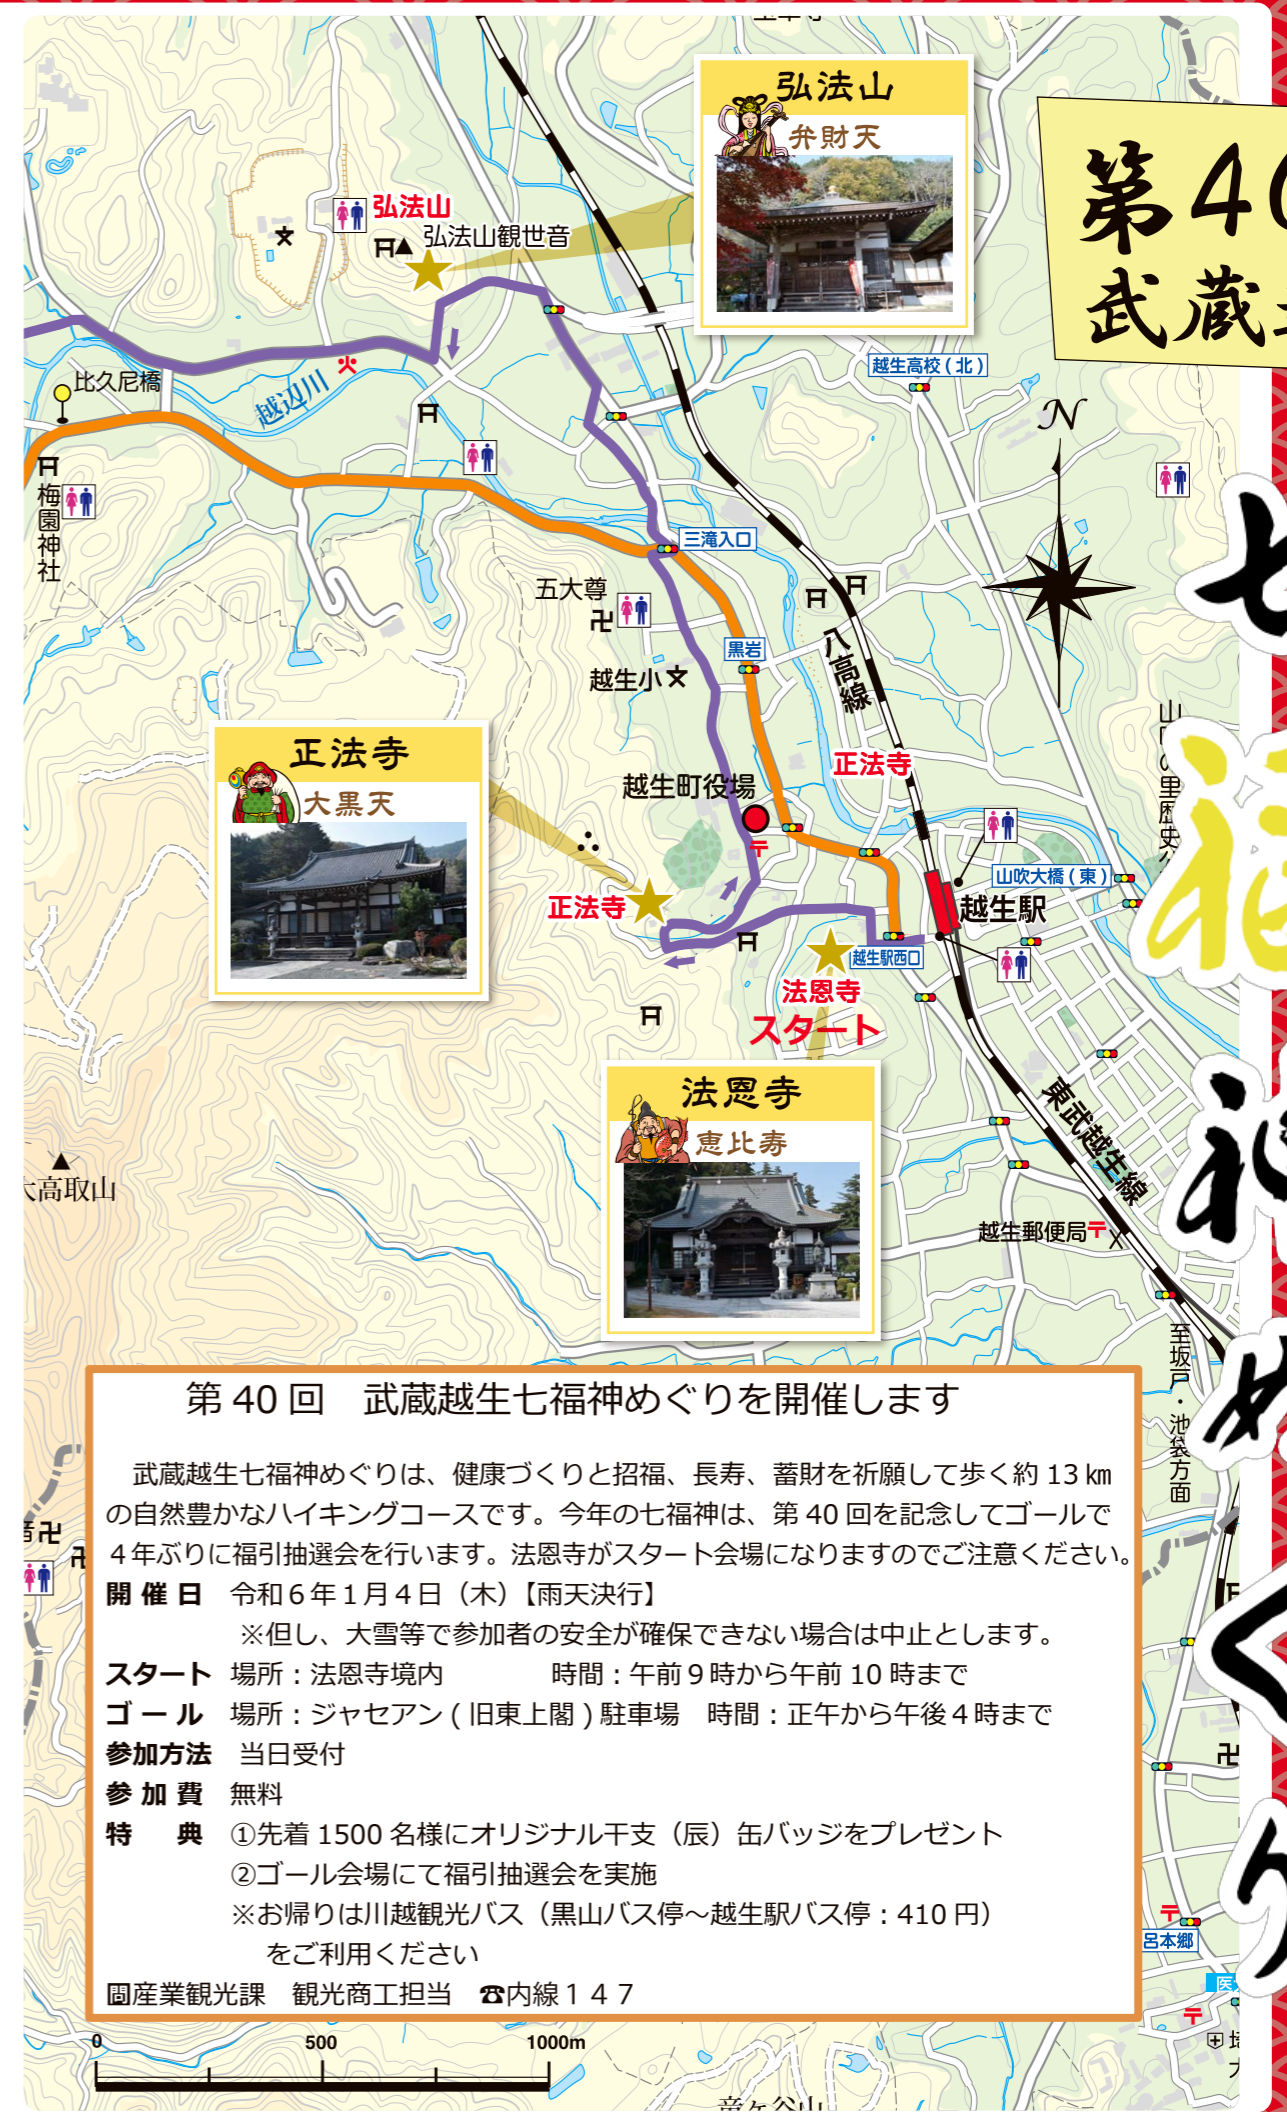 弘法山
弁財天
第40
武蔵
弘法山
弘法山観世音
越生高校(北)
比久尼橋
越辺川
N
梅園神社
三滝入口
五大尊
黒岩
越生小
八高線
正法寺
大黒天
正法寺
越生町役場
山吹大橋(東)
越生駅
正法寺
越生駅西口
法恩寺
スタート
法恩寺
恵比寿
東武越生線
大高取山
越生郵便局
至坂戸・池袋方面
七
福
神
め
ぐ
り
第40回 武蔵越生七福神めぐりを開催します
武蔵越生七福神めぐりは、健康づくりと招福、長寿、蓄財を祈願して歩く約13㎞
の自然豊かなハイキングコースです。今年の七福神は、第40回を記念してゴールで
4年ぶりに福引抽選会を行います。法恩寺がスタート会場になりますのでご注意ください。
開催日 令和6年1月4日(木)【雨天決行】
※但し、大雪等で参加者の安全が確保できない場合は中止とします。
スタート 場所:法恩寺境内 時間:午前9時から午前10時まで
ゴール 場所:ジャセアン(旧東上閣)駐車場 時間:正午から午後4時まで
参加方法 当日受付
参加費 無料
特典 ①先着1500名様にオリジナル干支(辰)缶バッジをプレゼント
②ゴール会場にて福引抽選会を実施
※お帰りは川越観光バス(黒山バス停~越生駅バス停:410円)
をご利用ください
問産業観光課 観光商工担当 ☎内線147
呂本郷
医
0 500 1000m
竜ヶ谷山